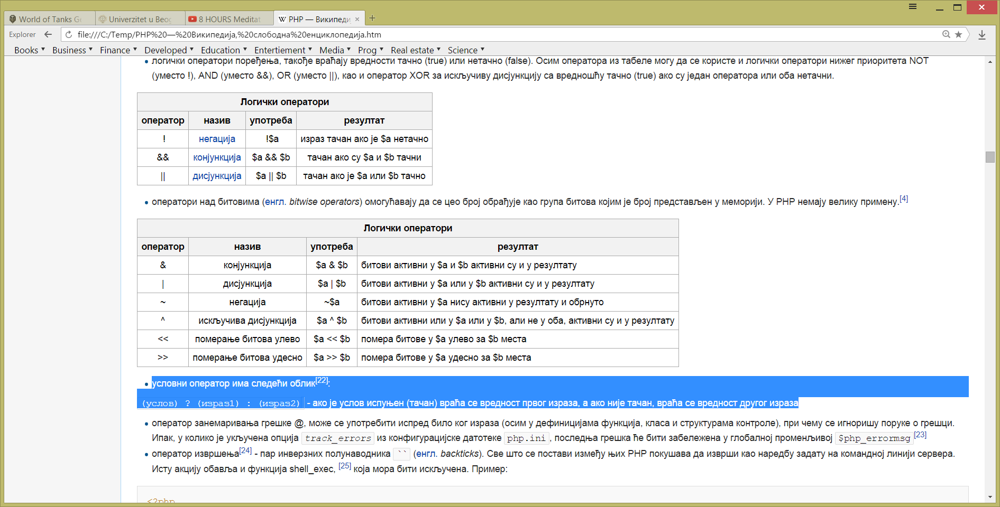 World of Tanks G
Univerzitet u Beog
8 HOURS Meditat
PHP — Википеди
Explorer
file:///C:/Temp/PHP%20—%20Википедија,%20слободна%20енциклопедија.htm
Books Business Finance Developed Education Entertiement Media Prog Real estate Science
логички оператори поређења, такође враћају вредности тачно (true) или нетачно (false). Осим оператора из табеле могу да се користе и логички оператори нижег приоритета NOT
(уместо !), AND (уместо &&), OR (уместо ||), као и оператор XOR за искључиву дисјункцију са вредношћу тачно (true) ако су један оператора или оба нетачни.
Логички оператори
оператор назив употреба резултат
! негација !$a израз тачан ако је $a нетачно
&& конјункција $a && $b тачан ако су $a и $b тачни
|| дисјункција $a || $b тачан ако је $a или $b тачно
• оператори над битовима (енгл. bitwise operators) омогућавају да се цео број обрађује као група битова којим је број представљен у меморији. У PHP немају велику примену.[4]
Логички оператори
оператор назив употреба резултат
& конјункција $a & $b битови активни у $a и $b активни су и у резултату
| дисјункција $a | $b битови активни у $a или у $b активни су и у резултату
~ негација ~$a битови активни у $a нису активни у резултату и обрнуто
^ искључива дисјункција $a ^ $b битови активни или у $a или у $b, али не у оба, активни су и у резултату
<< померање битова улево $a << $b помера битове у $a улево за $b места
>> померање битова удесно $a >> $b помера битове у $a удесно за $b места
• условни оператор има следећи облик[22]:
(услов) ? (израз1) : (израз2) - ако је услов испуњен (тачан) враћа се вредност првог израза, а ако није тачан, враћа се вредност другог израза
• оператор занемаривања грешке @, може се употребити испред било ког израза (осим у дефиницијама функција, класа и структурама контроле), при чему се игноришу поруке о грешци.
Ипак, у колико је укључена опција track_errors из конфигурацијске датотеке php.ini, последња грешка ће бити забележена у глобалној променљивој $php_errormsg[23]
• оператор извршења[24] - пар инверзних полунаводника `` (енгл. backticks). Све што се постави између њих PHP покушава да изврши као наредбу задату на командној линији сервера.
Исту акцију обавља и функција shell_exec, [25] која мора бити искључена. Пример:
<?php